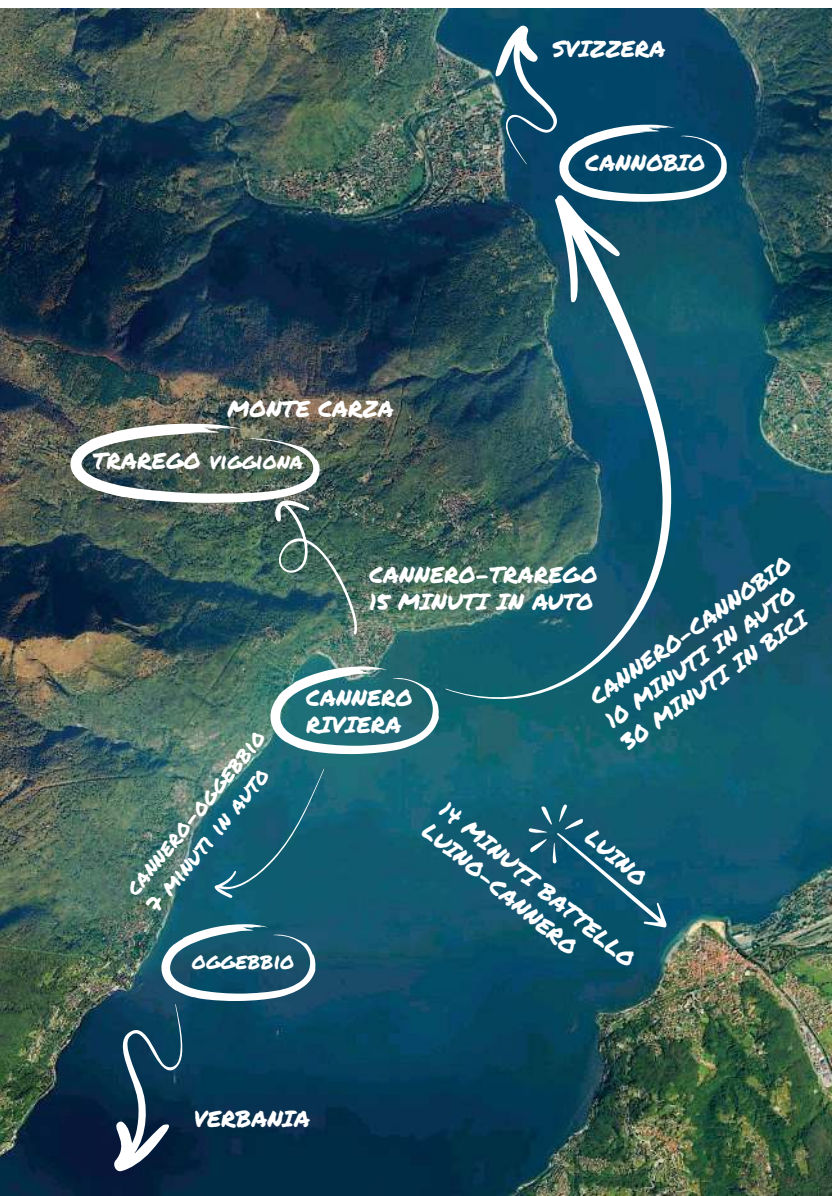 SVIZZERA
CANNOBIO
MONTE CARZA
TRAREGO VIGGIONA
CANNERO-TRAREGO
15 MINUTI IN AUTO
CANNERO-CANNOBIO
10 MINUTI IN AUTO
30 MINUTI IN BICI
CANNERO
RIVIERA
CANNERO-OGGEBBIO
7 MINUTI IN AUTO
LUINO
14 MINUTI BATTELLO
LUINO-CANNERO
OGGEBBIO
VERBANIA